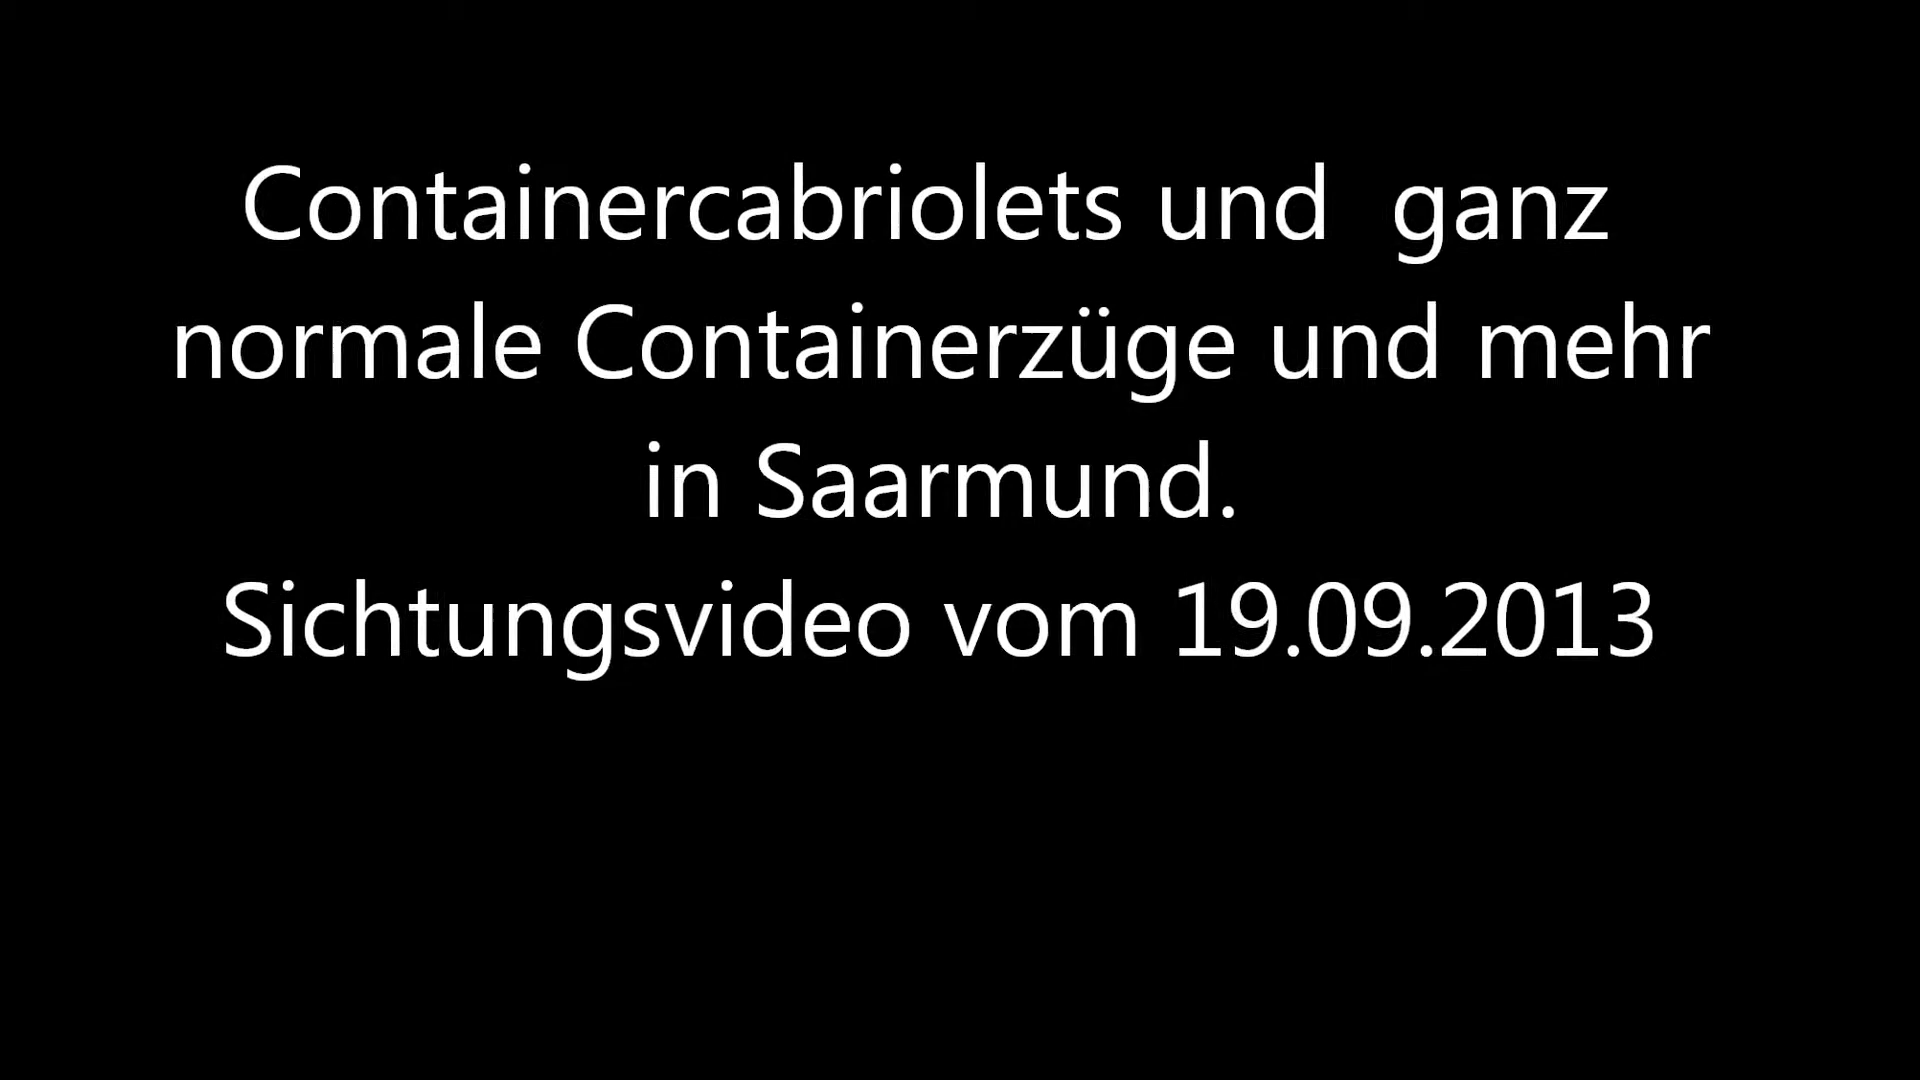 Containercabriolets und  ganz
normale Containerzüge und mehr
in Saarmund.
Sichtungsvideo vom 19.09.2013